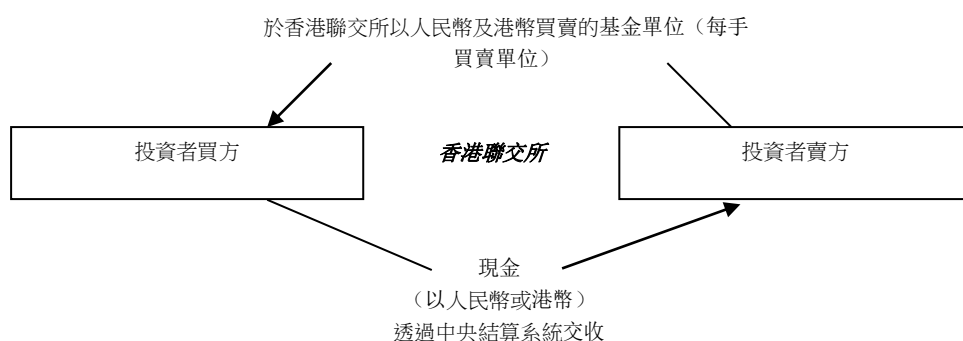 於香港聯交所以人民幣及港幣買賣的基金單位（每手
買賣單位）
投資者買方
香港聯交所
投資者賣方
現金
（以人民幣或港幣）
透過中央結算系統交收